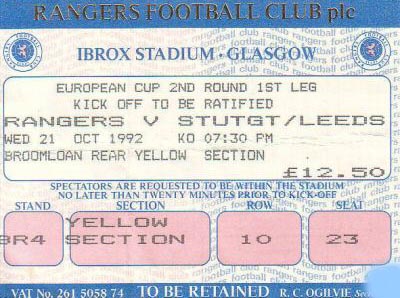 RANGERS FOOTBALL CLUB plc
IBROX STADIUM · GLASGOW
EUROPEAN CUP 2ND ROUND 1ST LEG
KICK OFF TO BE RATIFIED
RANGERS V STUTGT/LEEDS
WED 21 OCT 1992 KO 07:30 PM
BROOMLOAN REAR YELLOW SECTION
£12.50
SPECTATORS ARE REQUESTED TO BE WITHIN THE STADIUM
NO LATER THAN TWENTY MINUTES PRIOR TO KICK-OFF
STAND SECTION ROW SEAT
BR4 YELLOW SECTION 10 23
VAT No. 261 5058 74 TO BE RETAINED R. C. OGILVIE